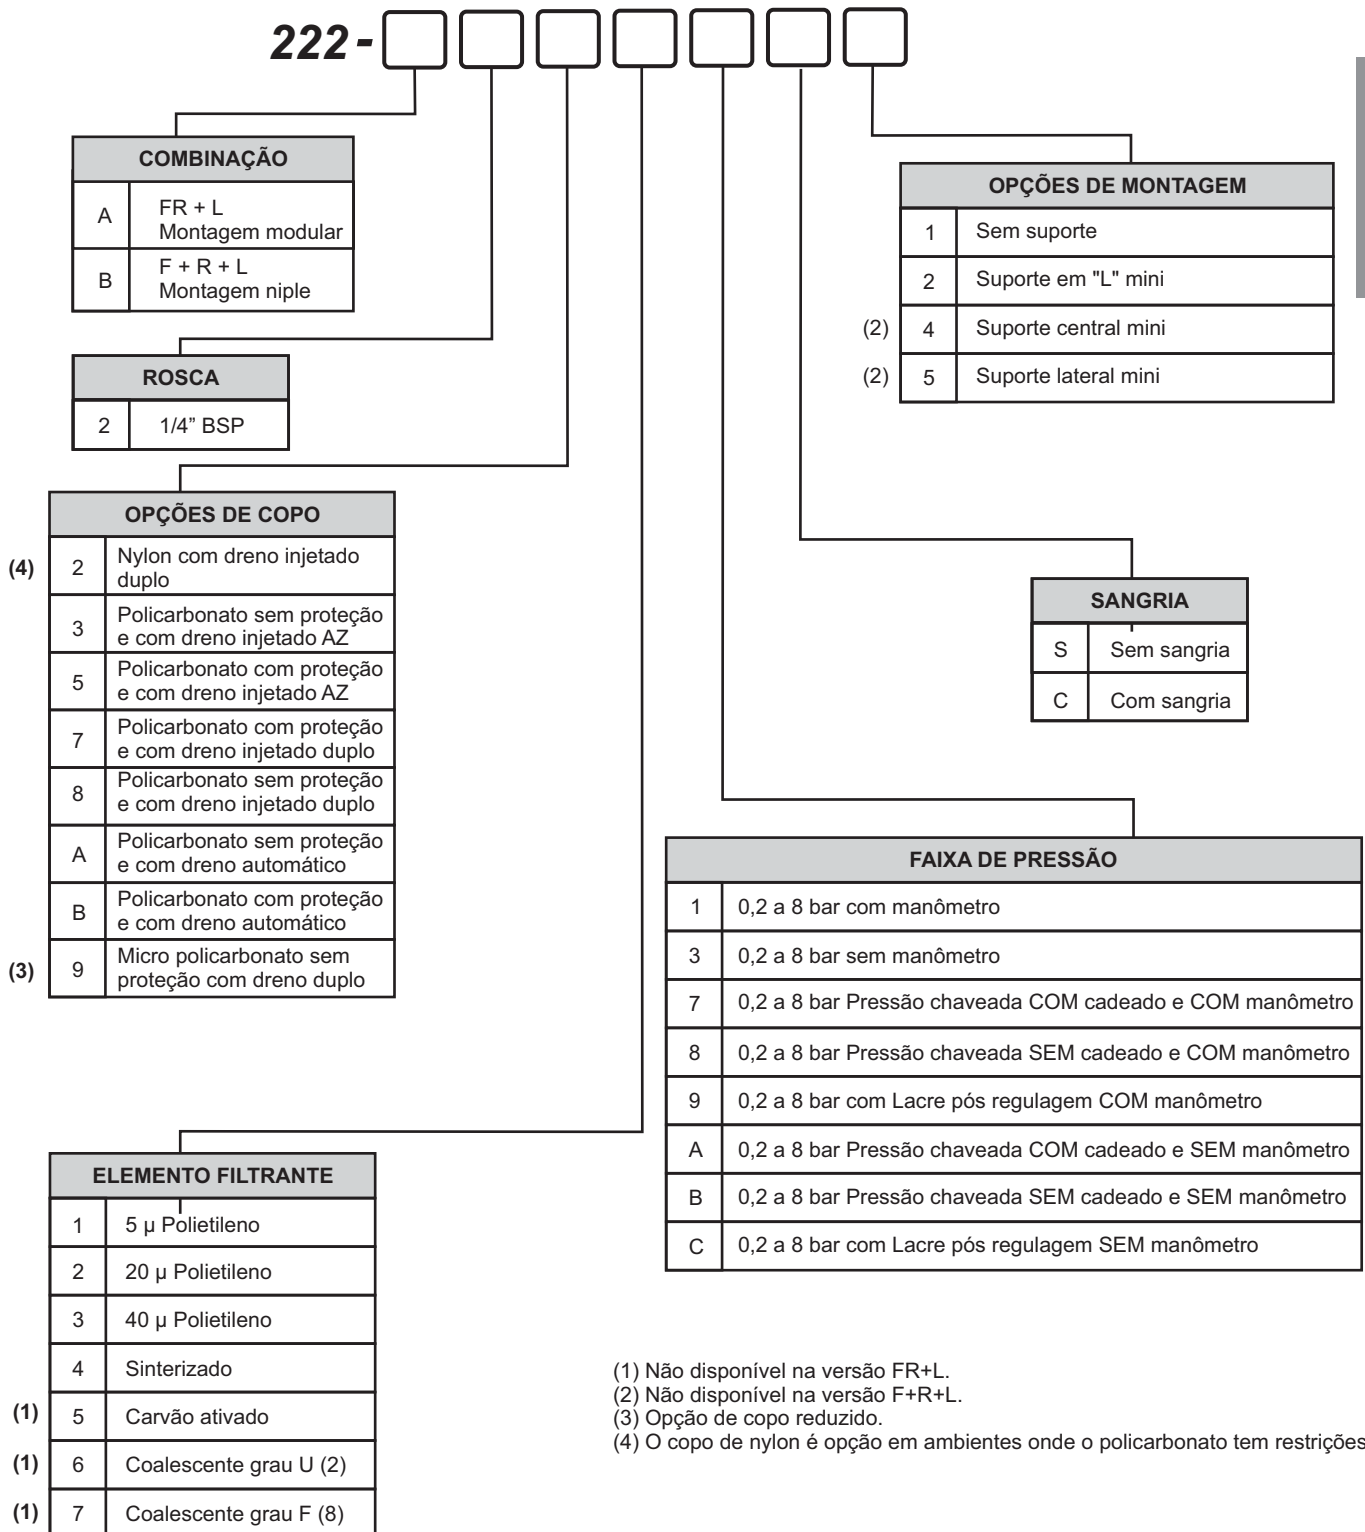 222-
COMBINAÇÃO
A
FR + L
Montagem modular
B
F + R + L
Montagem niple
ROSCA
2
1/4” BSP
OPÇÕES DE COPO
(4)
2
Nylon com dreno injetado
duplo
3
Policarbonato sem proteção
e com dreno injetado AZ
5
Policarbonato com proteção
e com dreno injetado AZ
7
Policarbonato com proteção
e com dreno injetado duplo
8
Policarbonato sem proteção
e com dreno injetado duplo
A
Policarbonato sem proteção
e com dreno automático
B
Policarbonato com proteção
e com dreno automático
(3)
9
Micro policarbonato sem
proteção com dreno duplo
ELEMENTO FILTRANTE
1
5 µ Polietileno
2
20 µ Polietileno
3
40 µ Polietileno
4
Sinterizado
(1)
5
Carvão ativado
(1)
6
Coalescente grau U (2)
(1)
7
Coalescente grau F (8)
OPÇÕES DE MONTAGEM
1
Sem suporte
2
Suporte em "L" mini
(2)
4
Suporte central mini
(2)
5
Suporte lateral mini
SANGRIA
S
Sem sangria
C
Com sangria
FAIXA DE PRESSÃO
1
0,2 a 8 bar com manômetro
3
0,2 a 8 bar sem manômetro
7
0,2 a 8 bar Pressão chaveada COM cadeado e COM manômetro
8
0,2 a 8 bar Pressão chaveada SEM cadeado e COM manômetro
9
0,2 a 8 bar com Lacre pós regulagem COM manômetro
A
0,2 a 8 bar Pressão chaveada COM cadeado e SEM manômetro
B
0,2 a 8 bar Pressão chaveada SEM cadeado e SEM manômetro
C
0,2 a 8 bar com Lacre pós regulagem SEM manômetro
(1) Não disponível na versão FR+L.
(2) Não disponível na versão F+R+L.
(3) Opção de copo reduzido.
(4) O copo de nylon é opção em ambientes onde o policarbonato tem restrições